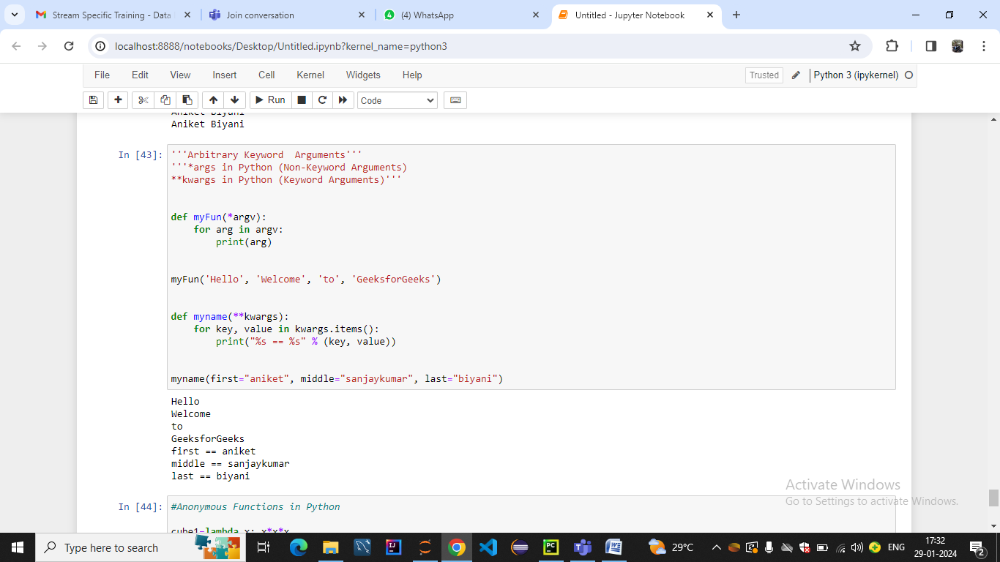 Stream Specific Training - Data
Join conversation
(4) WhatsApp
Untitled - Jupyter Notebook
localhost:8888/notebooks/Desktop/Untitled.ipynb?kernel_name=python3
File Edit View Insert Cell Kernel Widgets Help
Trusted
Python 3 (ipykernel)
Run
Code
Aniket Biyani
Aniket Biyani
In [43]:
'''Arbitrary Keyword  Arguments'''
'''*args in Python (Non-Keyword Arguments)
**kwargs in Python (Keyword Arguments)'''
def myFun(*argv):
    for arg in argv:
        print(arg)
myFun('Hello', 'Welcome', 'to', 'GeeksforGeeks')
def myname(**kwargs):
    for key, value in kwargs.items():
        print("%s == %s" % (key, value))
myname(first="aniket", middle="sanjaykumar", last="biyani")
Hello
Welcome
to
GeeksforGeeks
first == aniket
middle == sanjaykumar
last == biyani
Activate Windows
Go to Settings to activate Windows.
In [44]:
#Anonymous Functions in Python
cube1=lambda x: x*x*x
Type here to search
29°C
ENG
17:32
29-01-2024
2